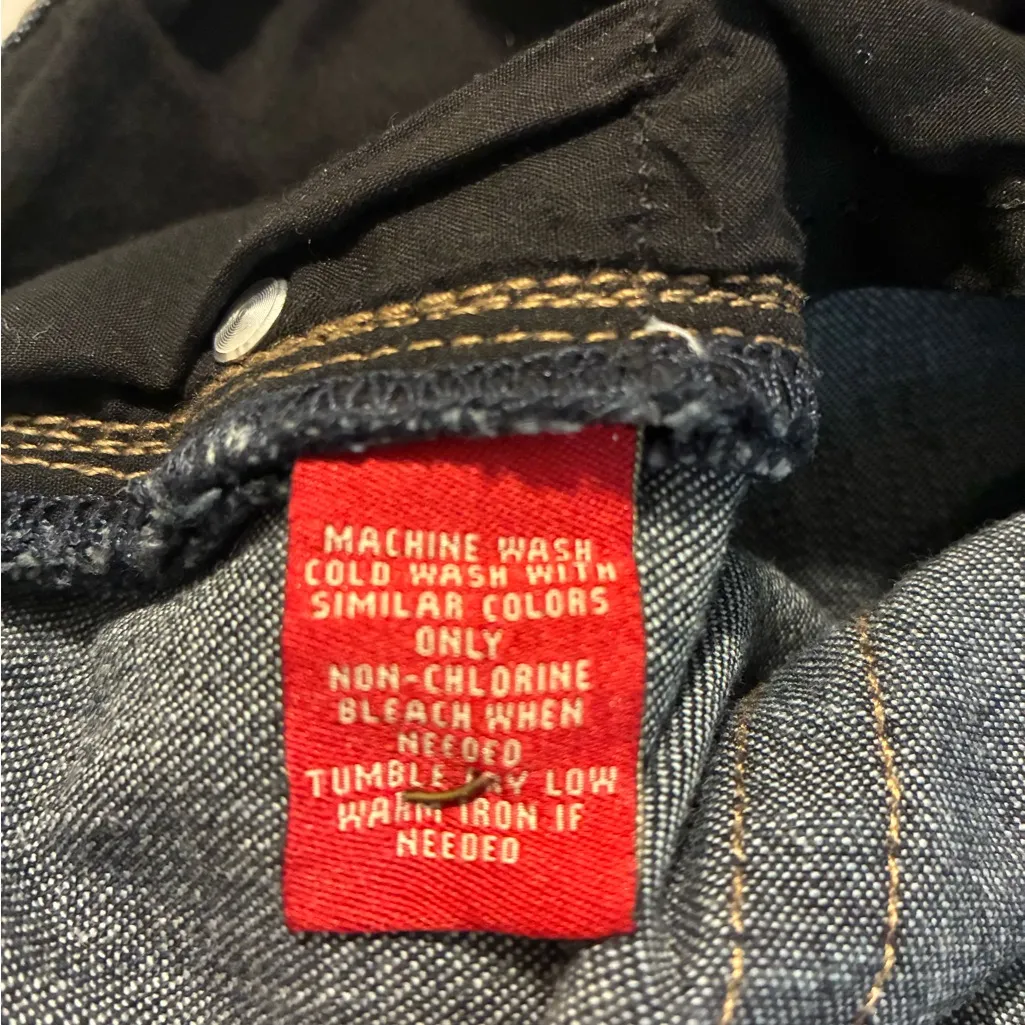 MACHINE WASH
COLD WASH WITH
SIMILAR COLORS
ONLY
NON-CHLORINE
BLEACH WHEN
NEEDED
TUMBLE DRY LOW
WARM IRON IF
NEEDED